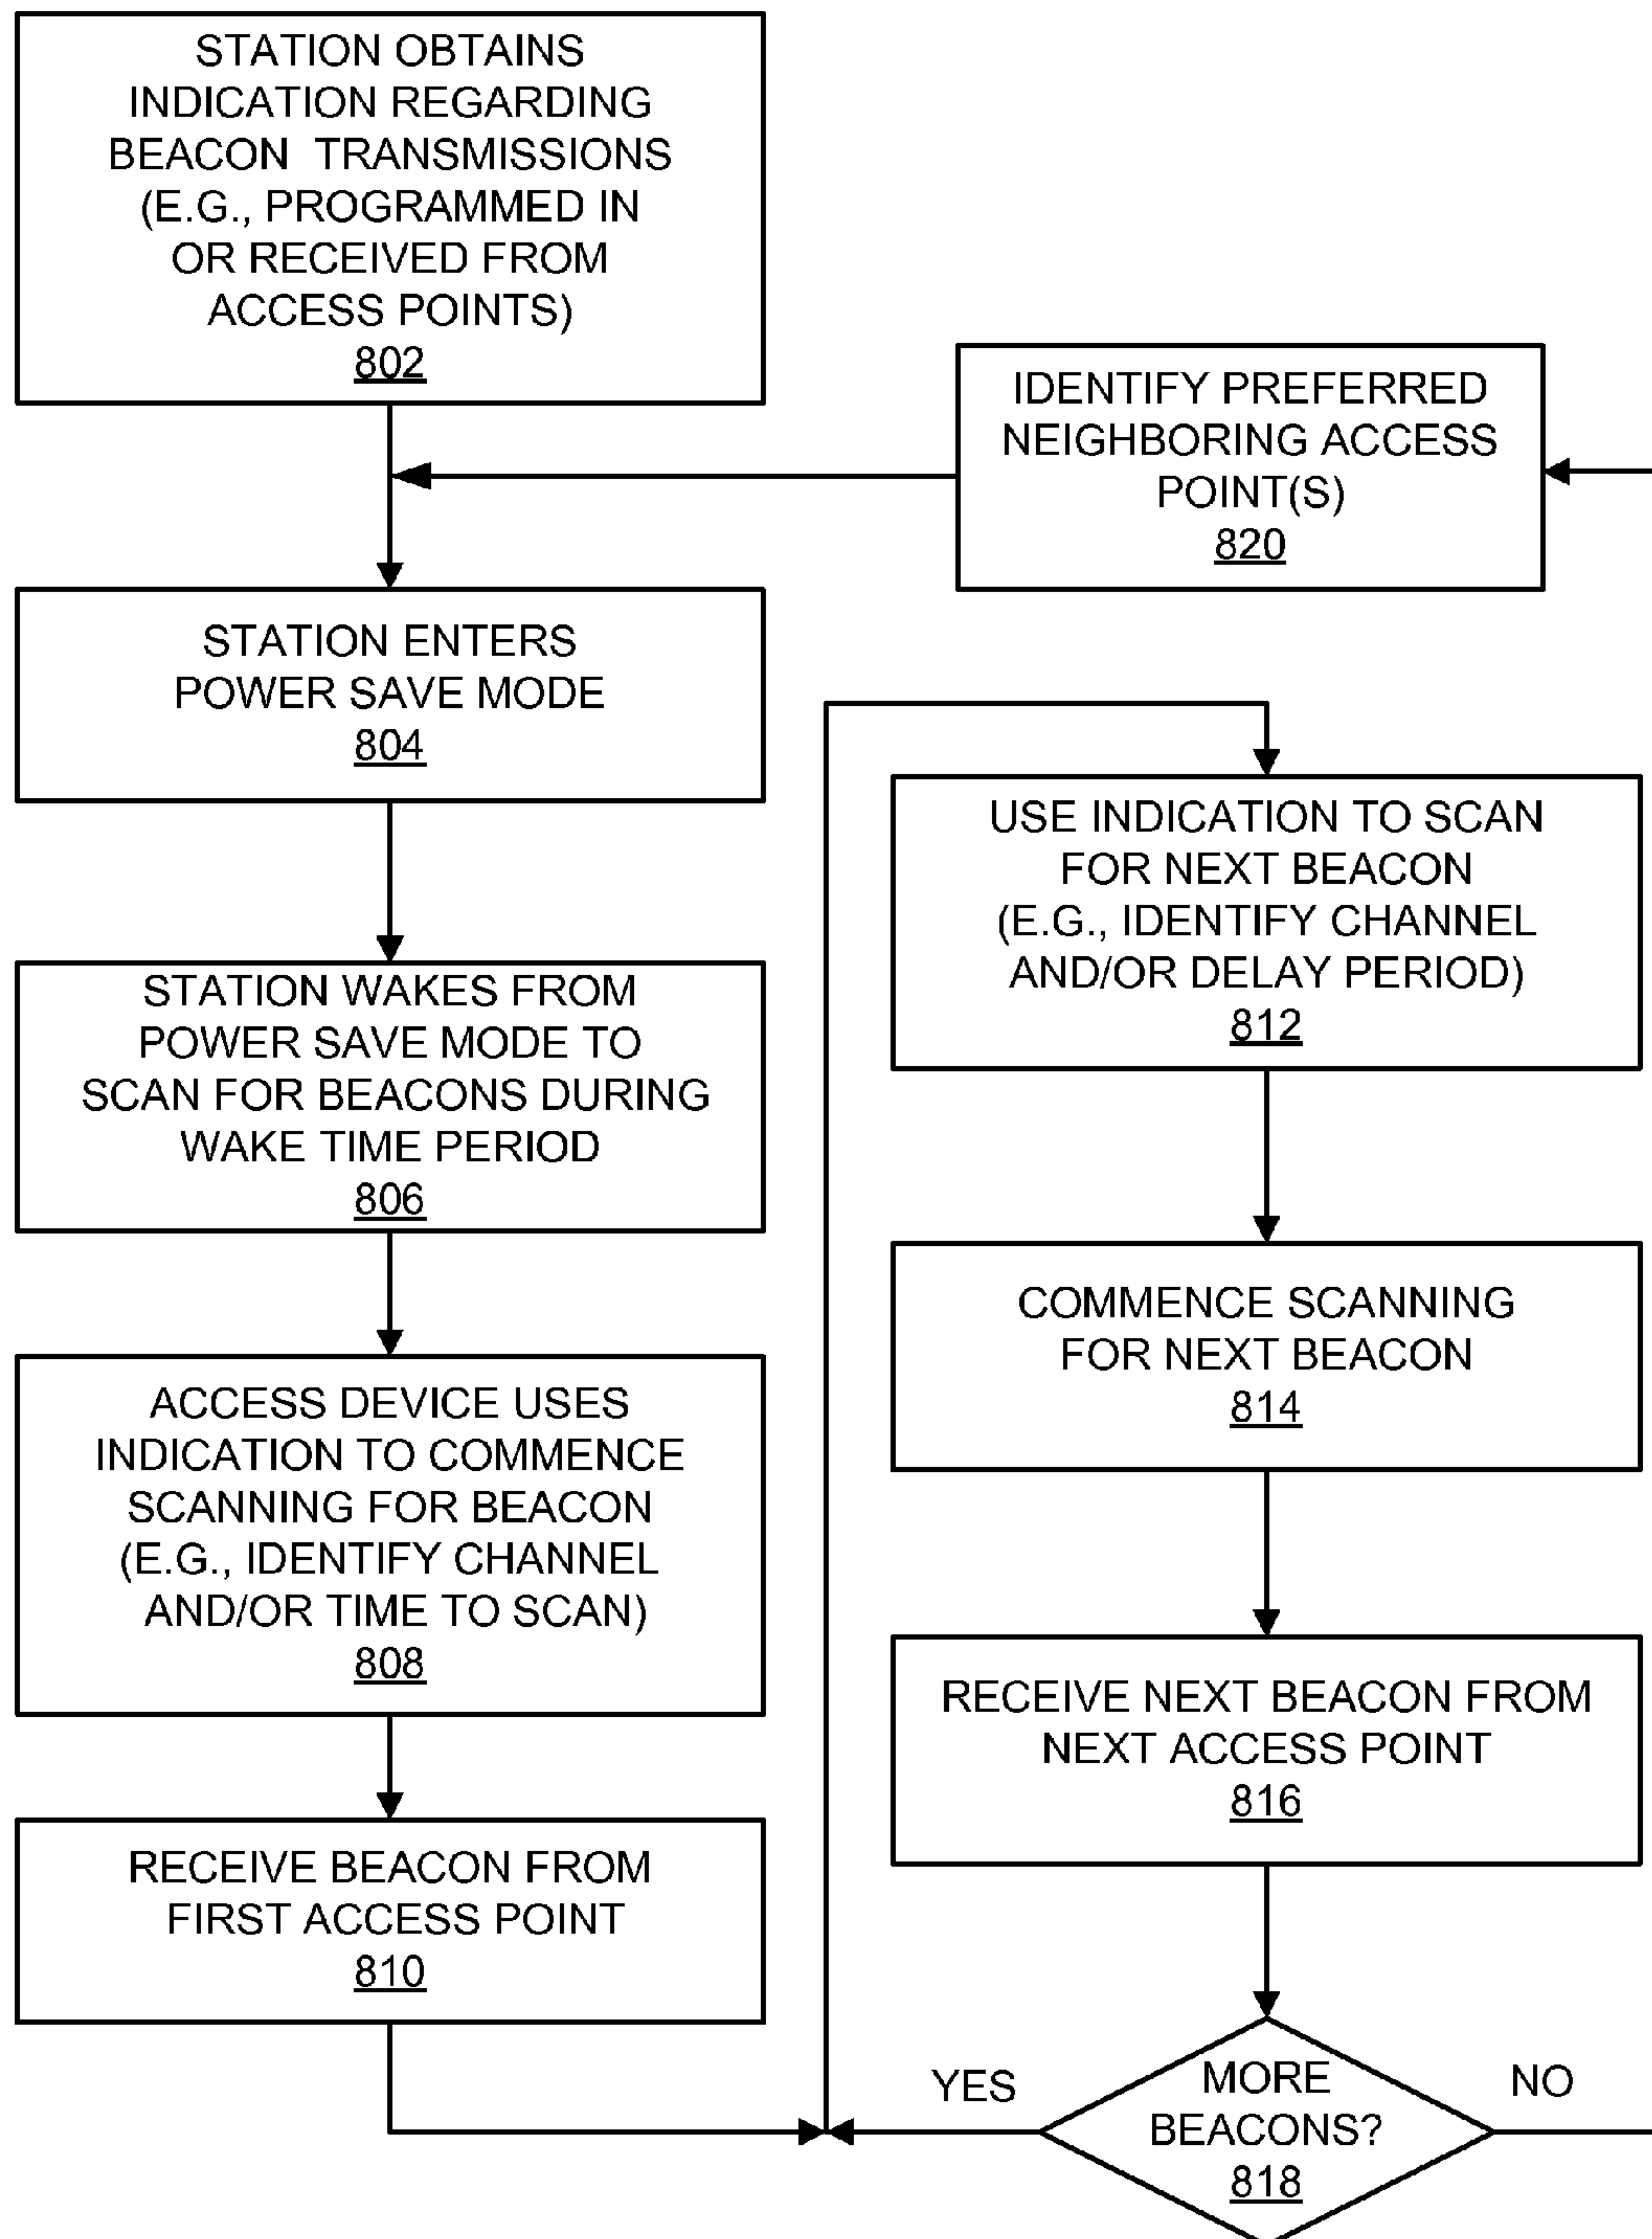 STATION OBTAINS
INDICATION REGARDING
BEACON TRANSMISSIONS
(E.G., PROGRAMMED IN
OR RECEIVED FROM
ACCESS POINTS)
802
STATION ENTERS
POWER SAVE MODE
804
STATION WAKES FROM
POWER SAVE MODE TO
SCAN FOR BEACONS DURING
WAKE TIME PERIOD
806
ACCESS DEVICE USES
INDICATION TO COMMENCE
SCANNING FOR BEACON
(E.G., IDENTIFY CHANNEL
AND/OR TIME TO SCAN)
808
RECEIVE BEACON FROM
FIRST ACCESS POINT
810
USE INDICATION TO SCAN
FOR NEXT BEACON
(E.G., IDENTIFY CHANNEL
AND/OR DELAY PERIOD)
812
COMMENCE SCANNING
FOR NEXT BEACON
814
RECEIVE NEXT BEACON FROM
NEXT ACCESS POINT
816
YES
MORE
BEACONS?
818
NO
IDENTIFY PREFERRED
NEIGHBORING ACCESS
POINT(S)
820